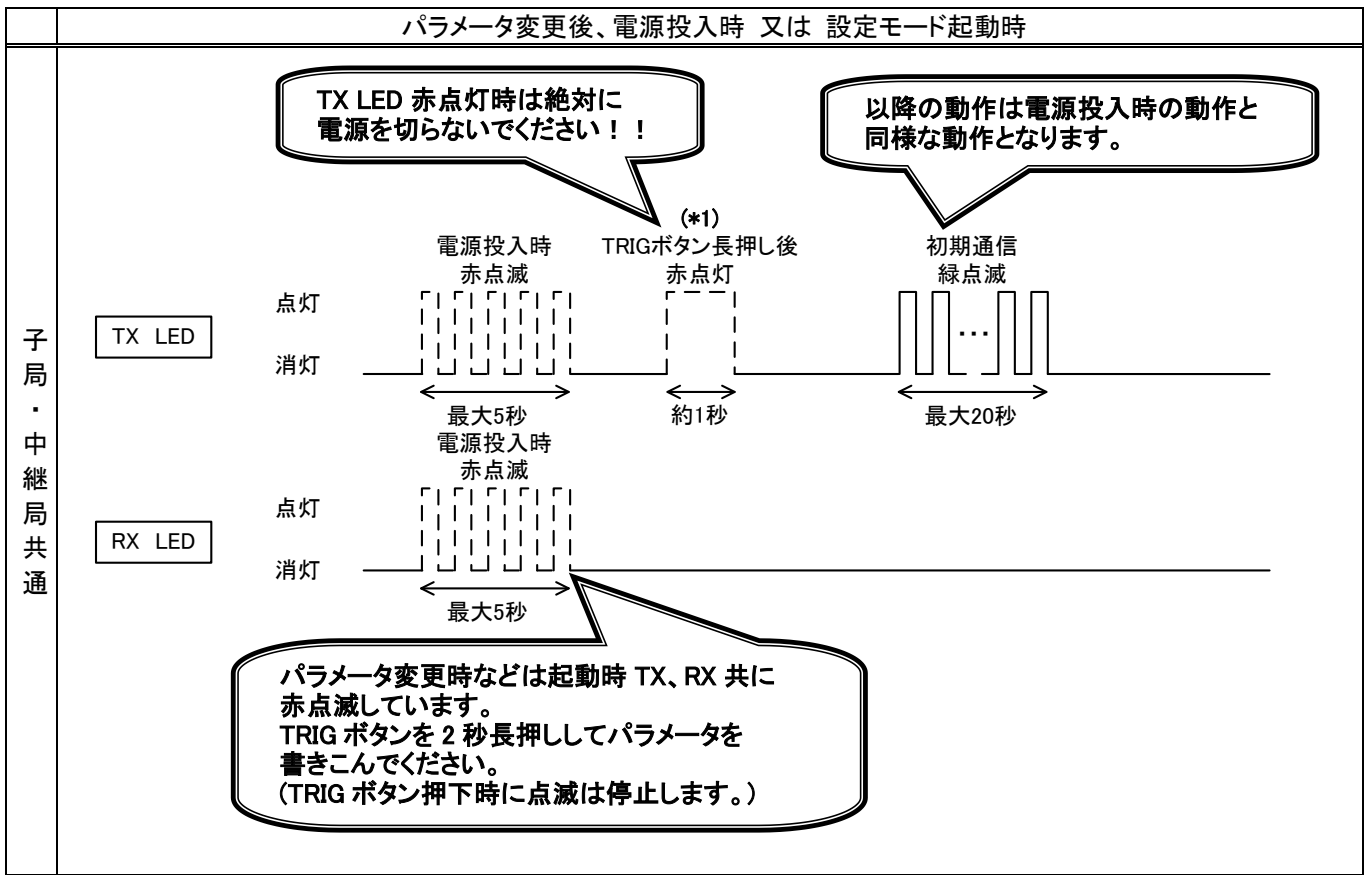 パラメータ変更後、電源投入時 又は 設定モード起動時
子局・中継局共通
TX LED 赤点灯時は絶対に
電源を切らないでください！！
以降の動作は電源投入時の動作と
同様な動作となります。
(*1)
電源投入時
赤点滅
TRIGボタン長押し後
赤点灯
初期通信
緑点滅
TX LED
点灯
消灯
…
最大5秒
約1秒
最大20秒
電源投入時
赤点滅
RX LED
点灯
消灯
最大5秒
パラメータ変更時などは起動時 TX、RX 共に
赤点滅しています。
TRIG ボタンを 2 秒長押ししてパラメータを
書きこんでください。
(TRIG ボタン押下時に点滅は停止します。)